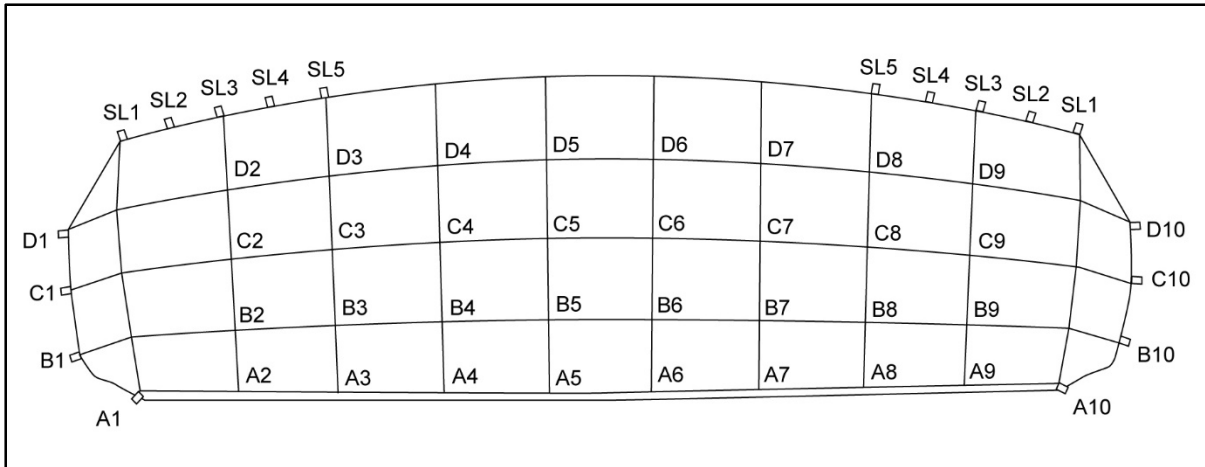 SL1 SL2 SL3 SL4 SL5 SL5 SL4 SL3 SL2 SL1
D1 D2 D3 D4 D5 D6 D7 D8 D9 D10
C1 C2 C3 C4 C5 C6 C7 C8 C9 C10
B1 B2 B3 B4 B5 B6 B7 B8 B9 B10
A1 A2 A3 A4 A5 A6 A7 A8 A9 A10